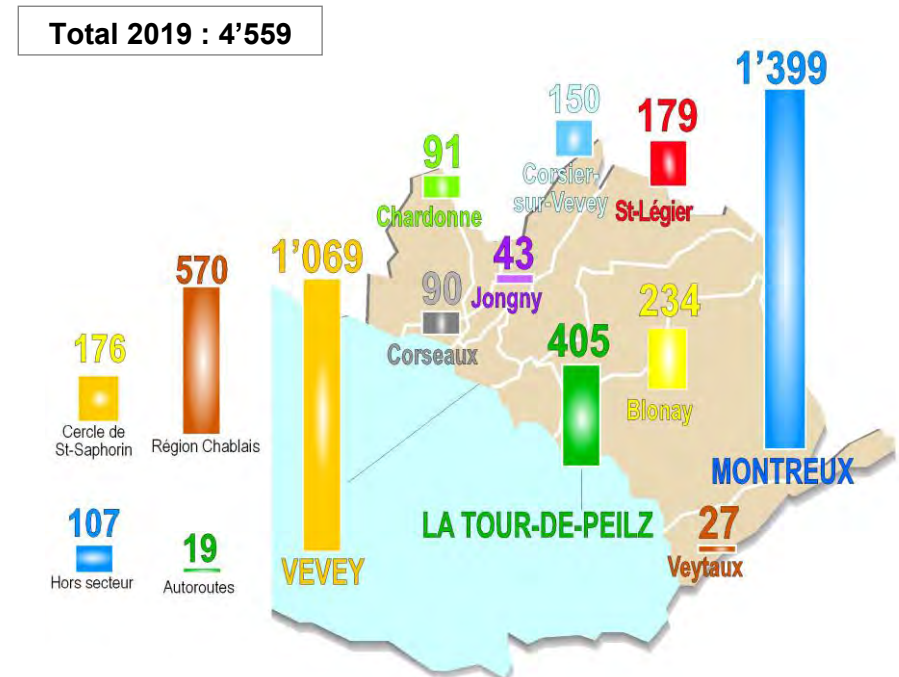 Total 2019 : 4’559
1’399
150
179
91
Corsier-
sur-Vevey
St-Légier
Chardonne
43
1’069
570
Jongny
90
234
405
176
Corseaux
Blonay
Cercle de
St-Saphorin
Région Chablais
MONTREUX
107
19
LA TOUR-DE-PEILZ
27
Hors secteur
Autoroutes
VEVEY
Veytaux